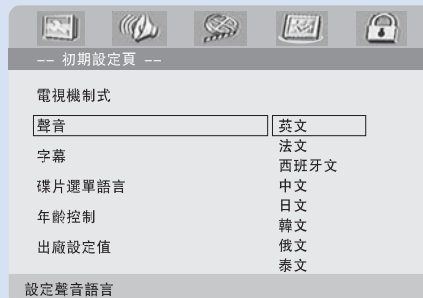 -- 初期設定頁 --
電視機制式
聲音
字幕
碟片選單語言
年齡控制
出廠設定值
英文
法文
西班牙文
中文
日文
韓文
俄文
泰文
設定聲音語言